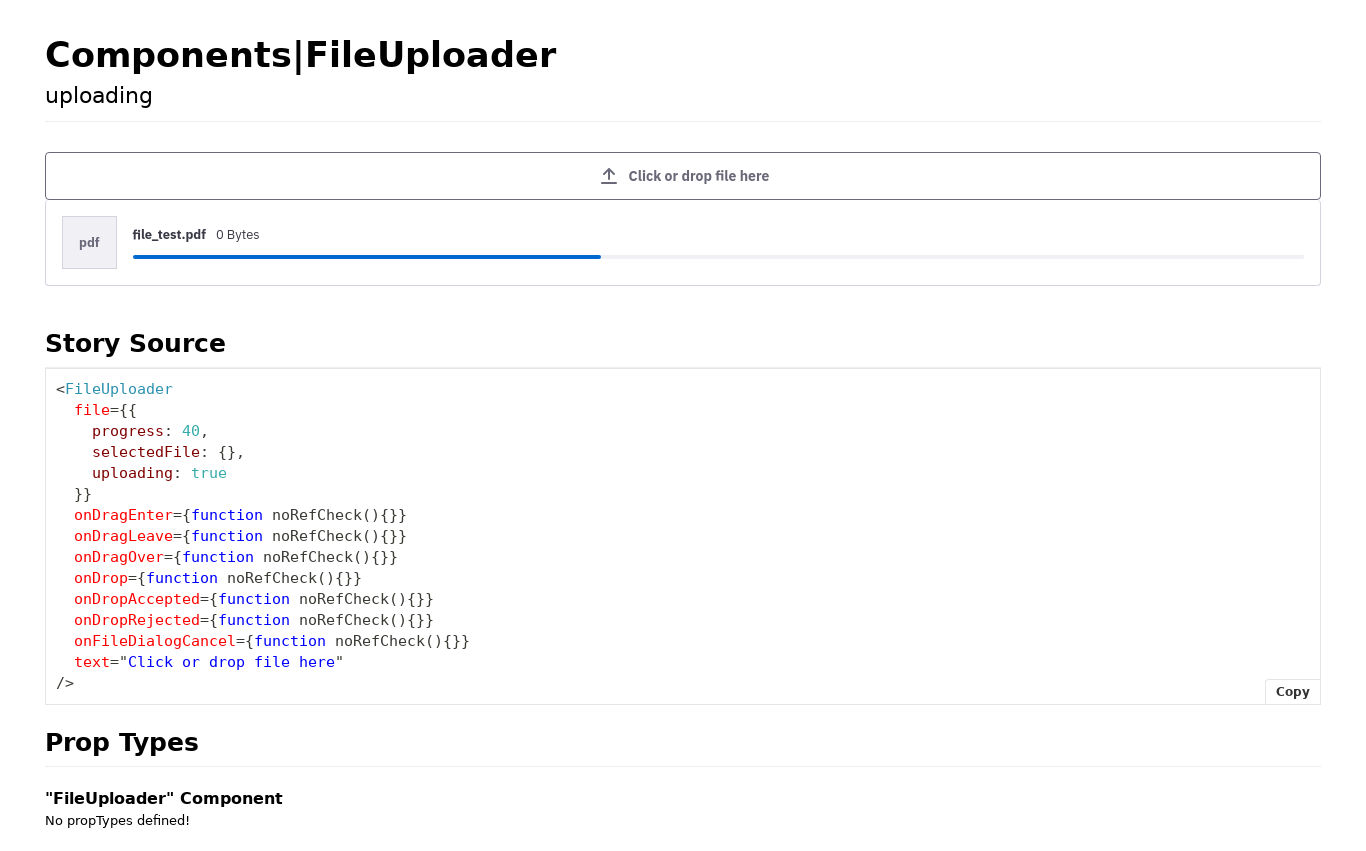 Components|FileUploader
uploading
Click or drop file here
pdf
file_test.pdf 0 Bytes
Story Source
<FileUploader
  file={{
    progress: 40,
    selectedFile: {},
    uploading: true
  }}
  onDragEnter={function noRefCheck(){}}
  onDragLeave={function noRefCheck(){}}
  onDragOver={function noRefCheck(){}}
  onDrop={function noRefCheck(){}}
  onDropAccepted={function noRefCheck(){}}
  onDropRejected={function noRefCheck(){}}
  onFileDialogCancel={function noRefCheck(){}}
  text="Click or drop file here"
/>
Copy
Prop Types
"FileUploader" Component
No propTypes defined!